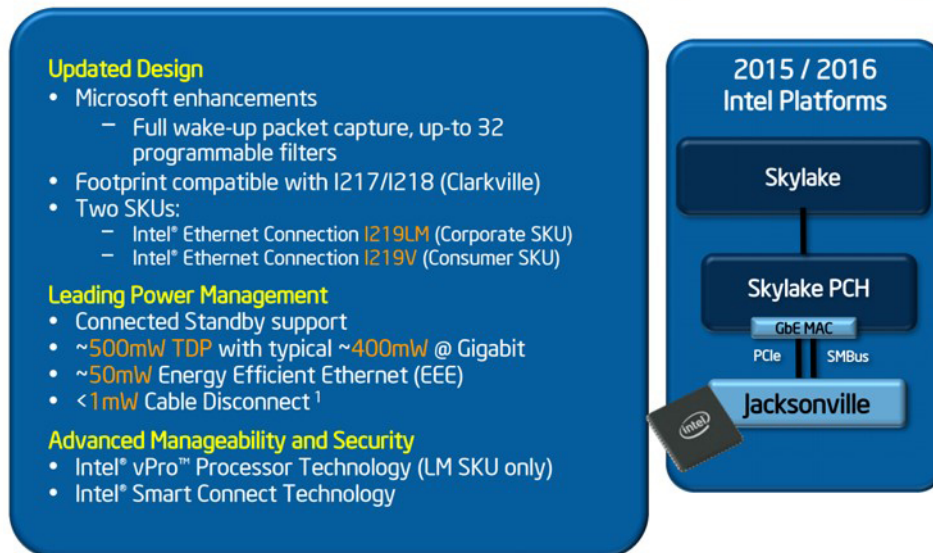 Updated Design
• Microsoft enhancements
– Full wake-up packet capture, up-to 32
programmable filters
• Footprint compatible with I217/I218 (Clarkville)
• Two SKUs:
– Intel® Ethernet Connection I219LM (Corporate SKU)
– Intel® Ethernet Connection I219V (Consumer SKU)
Leading Power Management
• Connected Standby support
• ~500mW TDP with typical ~400mW @ Gigabit
• ~50mW Energy Efficient Ethernet (EEE)
• <1mW Cable Disconnect ¹
Advanced Manageability and Security
• Intel® vPro™ Processor Technology (LM SKU only)
• Intel® Smart Connect Technology
2015 / 2016
Intel Platforms
Skylake
Skylake PCH
GbE MAC
PCIe SMBus
Jacksonville
intel